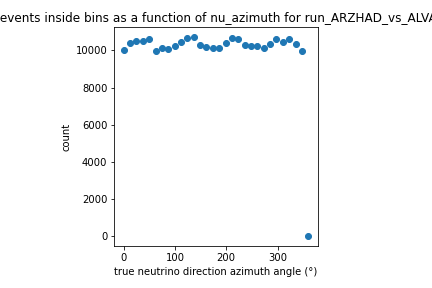 events inside bins as a function of nu_azimuth for run_ARZHAD_vs_ALVA
10000
8000
6000
4000
2000
0
count
0 100 200 300
true neutrino direction azimuth angle (°)